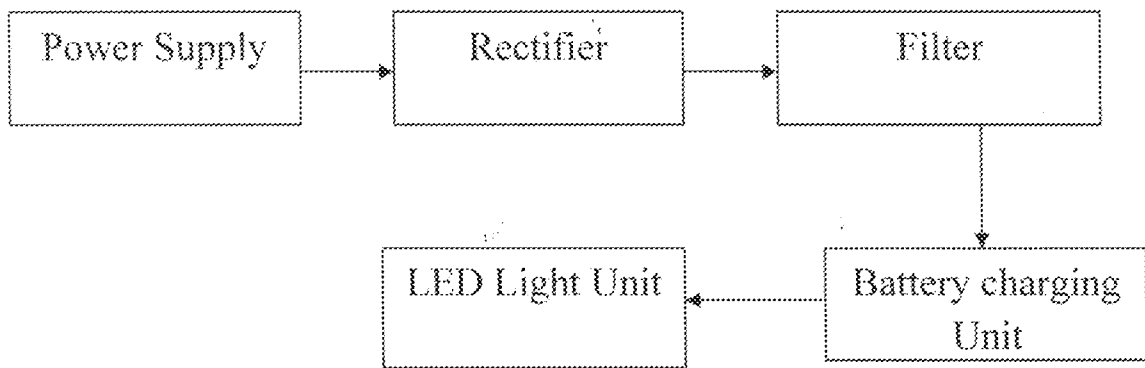 Power Supply
Rectifier
Filter
LED Light Unit
Battery charging
Unit